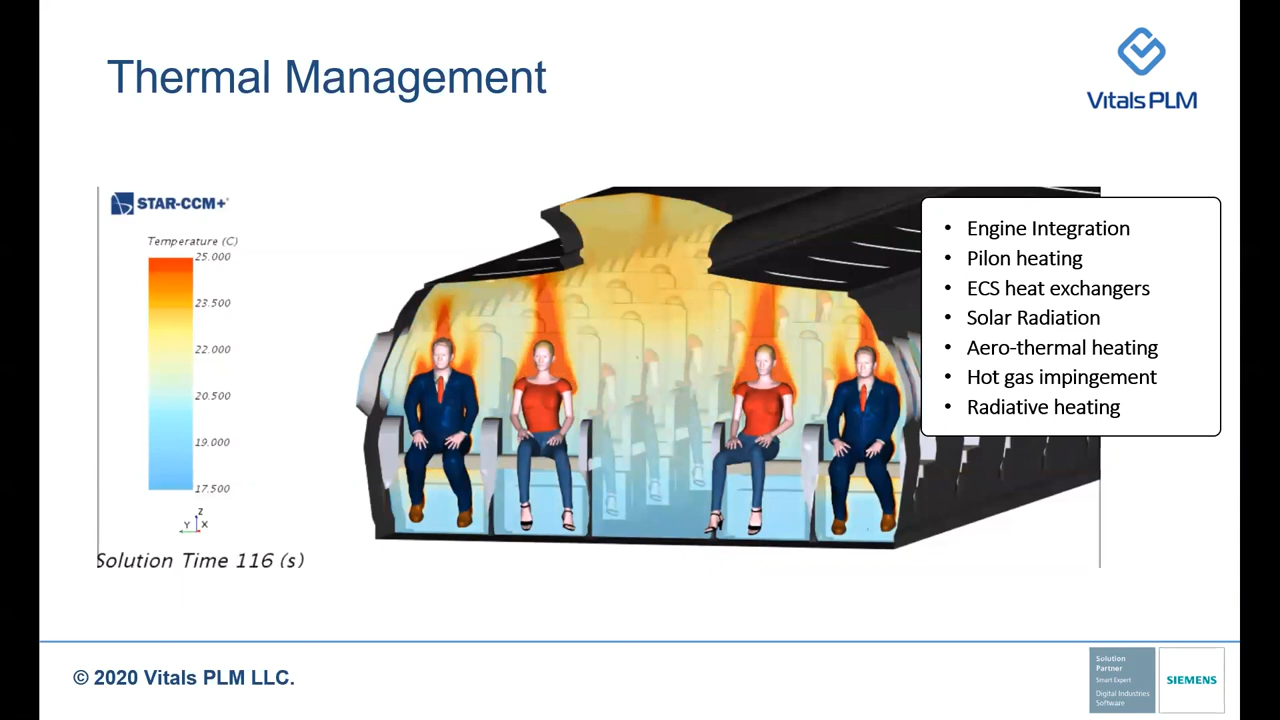 Thermal Management
Vitals PLM
STAR-CCM+
Temperature (C)
25.000
23.500
22.000
20.500
19.000
17.500
Z
Y X
Solution Time 116 (s)
• Engine Integration
• Pilon heating
• ECS heat exchangers
• Solar Radiation
• Aero-thermal heating
• Hot gas impingement
• Radiative heating
© 2020 Vitals PLM LLC.
Solution
Partner
Smart Expert
Digital Industries
Software
SIEMENS